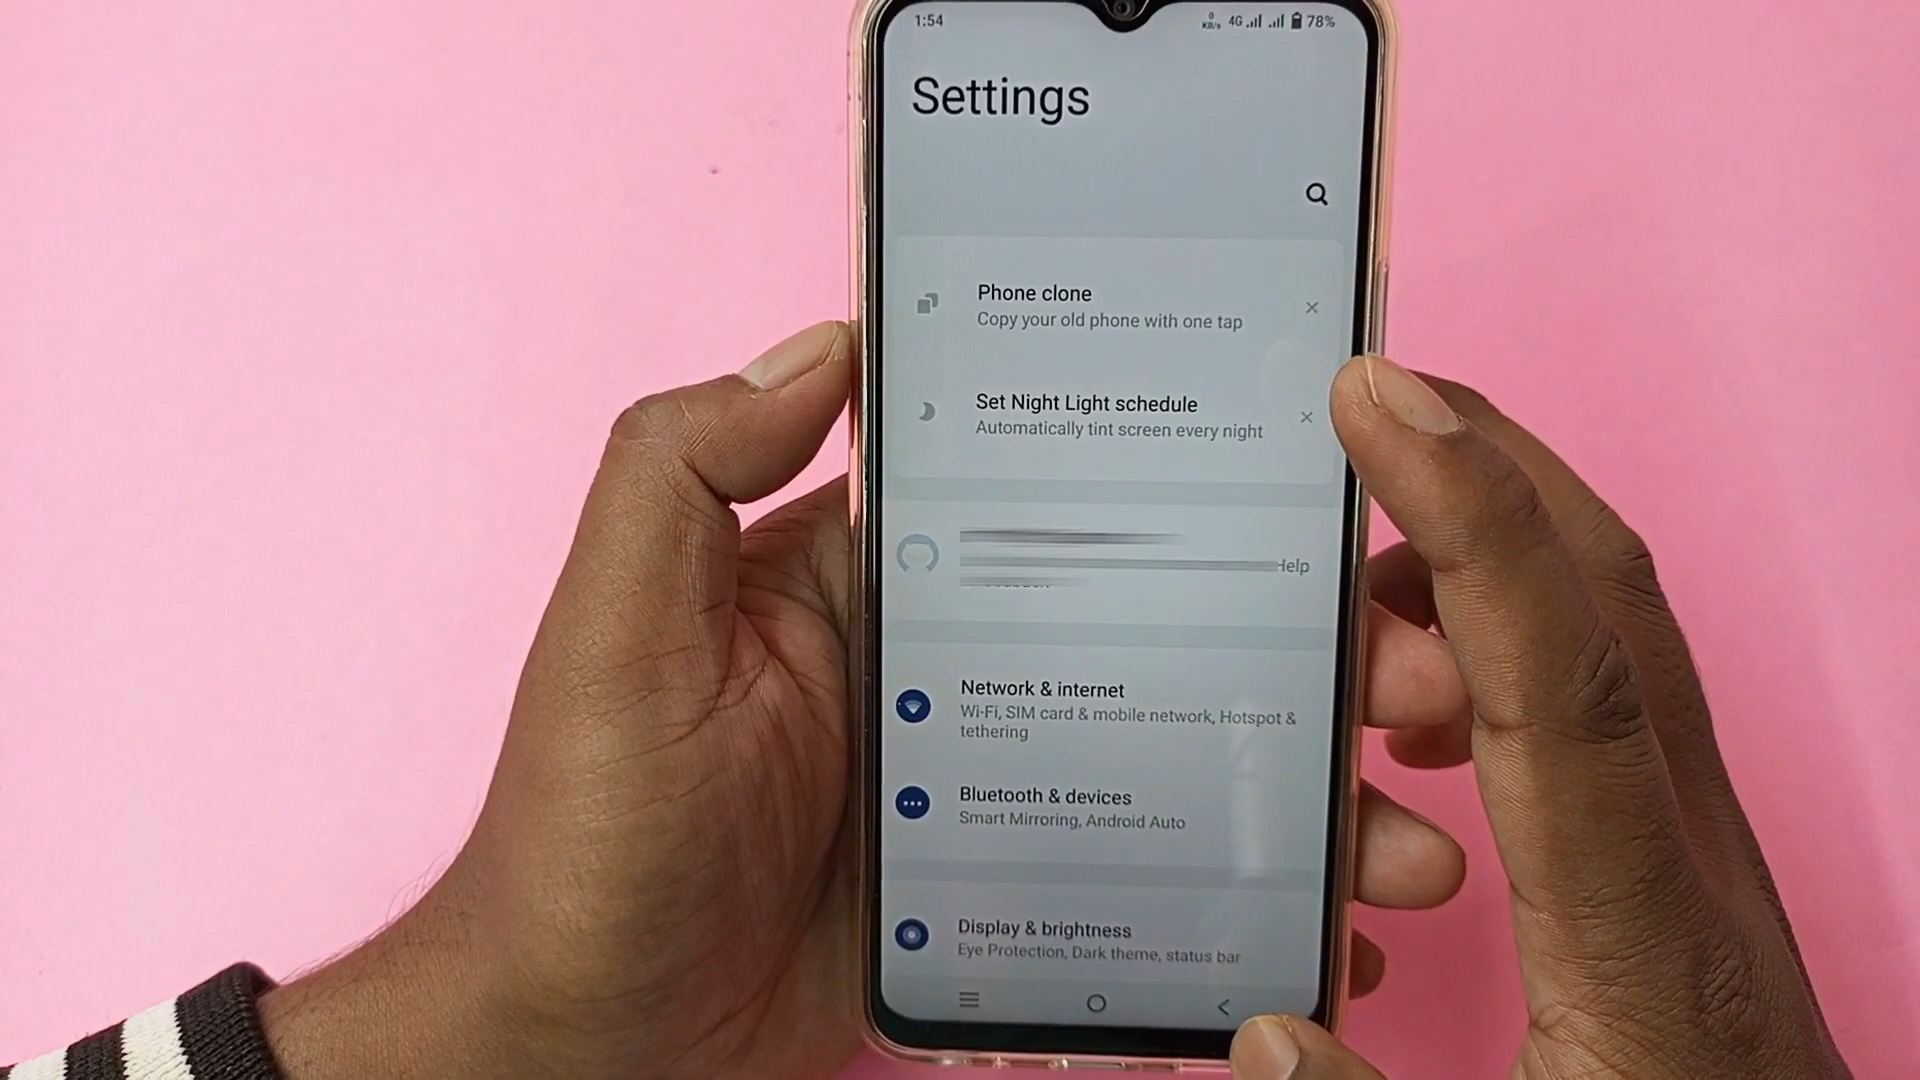 1:54
0 KB/s 4G 78%
Settings
Phone clone
Copy your old phone with one tap
Set Night Light schedule
Automatically tint screen every night
Help
Network & internet
Wi-Fi, SIM card & mobile network, Hotspot &
tethering
Bluetooth & devices
Smart Mirroring, Android Auto
Display & brightness
Eye Protection, Dark theme, status bar